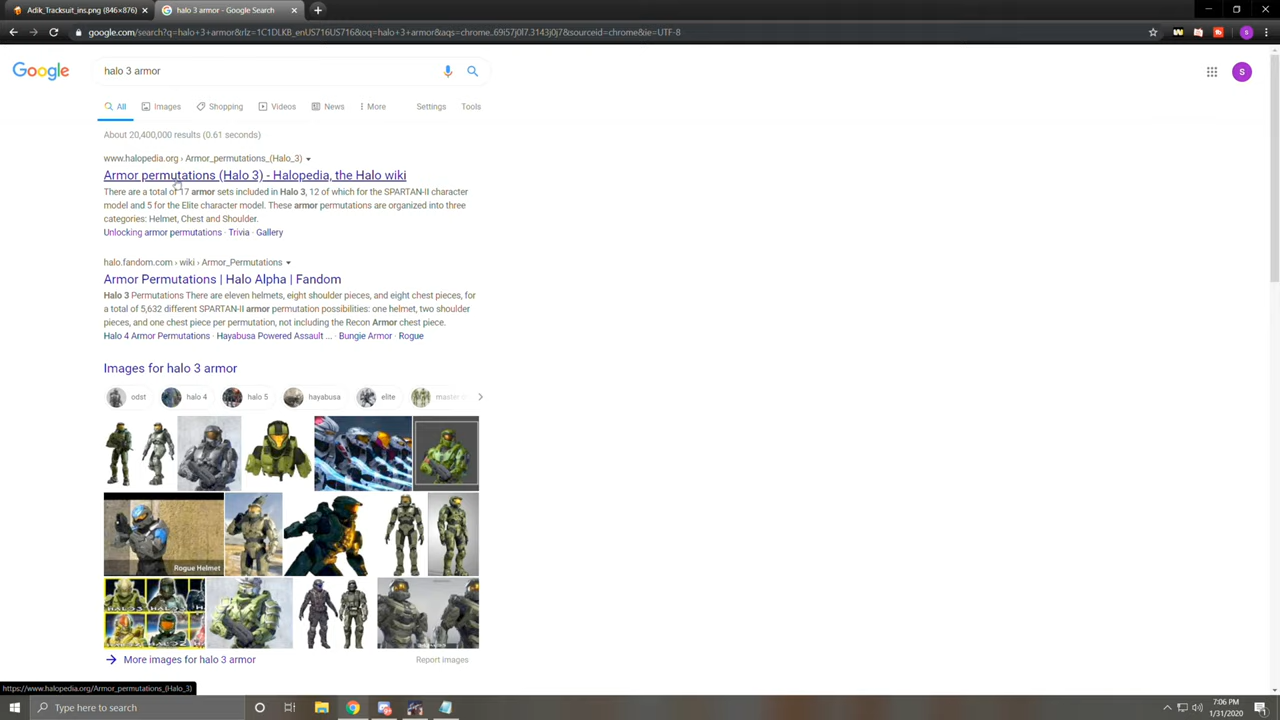 Adik_Tracksuit_ins.png (846×876)
halo 3 armor - Google Search
google.com/search?q=halo+3+armor&rlz=1C1DLKB_enUS716US716&oq=halo+3+armor&aqs=chrome..69i57j0l7.3143j0j7&sourceid=chrome&ie=UTF-8
S
Google
halo 3 armor
S
All
Images
Shopping
Videos
News
More
Settings
Tools
About 20,400,000 results (0.61 seconds)
www.halopedia.org › Armor_permutations_(Halo_3)
Armor permutations (Halo 3) - Halopedia, the Halo wiki
There are a total of 17 armor sets included in Halo 3, 12 of which for the SPARTAN-II character
model and 5 for the Elite character model. These armor permutations are organized into three
categories: Helmet, Chest and Shoulder.
Unlocking armor permutations · Trivia · Gallery
halo.fandom.com › wiki › Armor_Permutations
Armor Permutations | Halo Alpha | Fandom
Halo 3 Permutations There are eleven helmets, eight shoulder pieces, and eight chest pieces, for
a total of 5,632 different SPARTAN-II armor permutation possibilities: one helmet, two shoulder
pieces, and one chest piece per permutation, not including the Recon Armor chest piece.
Halo 4 Armor Permutations · Hayabusa Powered Assault ... · Bungie Armor · Rogue
Images for halo 3 armor
odst
halo 4
halo 5
hayabusa
elite
master
Rogue Helmet
More images for halo 3 armor
Report images
https://www.halopedia.org/Armor_permutations_(Halo_3)
Type here to search
7:06 PM
1/31/2020
1